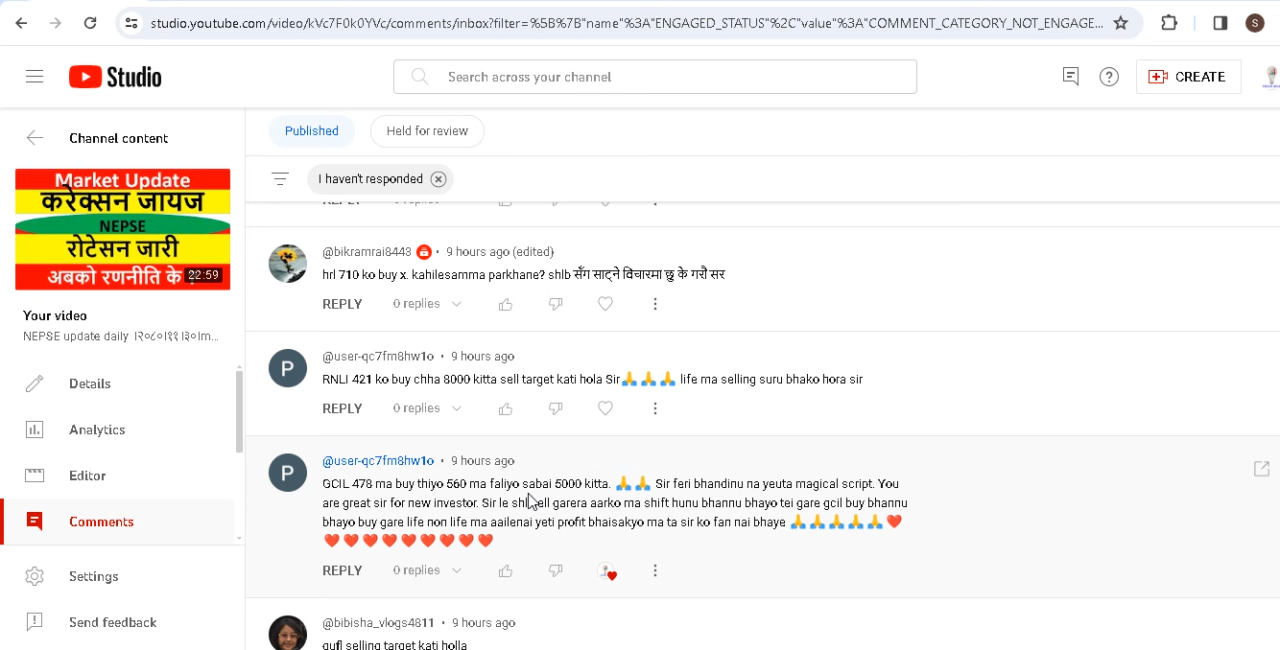 studio.youtube.com/video/kVc7F0k0YVc/comments/inbox?filter=%5B%7B"name"%3A"ENGAGED_STATUS"%2C"value"%3A"COMMENT_CATEGORY_NOT_ENGAGE...
S
Studio
Search across your channel
CREATE
Channel content
Published
Held for review
I haven't responded
Market Update
करेक्सन जायज
NEPSE
रोटेसन जारी
अबको रणनीति के
22:59
Your video
NEPSE update daily ।२०८०।११।३०।m...
Details
Analytics
Editor
Comments
Settings
Send feedback
REPLY 0 replies
@bikramrai8443 • 9 hours ago (edited)
hrl 710 ko buy x. kahilesamma parkhane? shlb सँग साट्ने विचारमा छु के गरौं सर
REPLY 0 replies
P
@user-qc7fm8hw1o • 9 hours ago
RNLI 421 ko buy chha 8000 kitta sell target kati hola Sir🙏🙏🙏 life ma selling suru bhako hora sir
REPLY 0 replies
P
@user-qc7fm8hw1o • 9 hours ago
GCIL 478 ma buy thiyo 560 ma faliyo sabai 5000 kitta. 🙏🙏 Sir feri bhandinu na yeuta magical script. You
are great sir for new investor. Sir le sell garera aarko ma shift hunu bhannu bhayo tei gare gcil buy bhannu
bhayo buy gare life non life ma aailenai yeti profit bhaisakyo ma ta sir ko fan nai bhaye 🙏🙏🙏🙏🙏❤️
❤️❤️❤️❤️❤️❤️❤️❤️❤️
REPLY 0 replies
@bibisha_vlogs4811 • 9 hours ago
gufl selling target kati holla